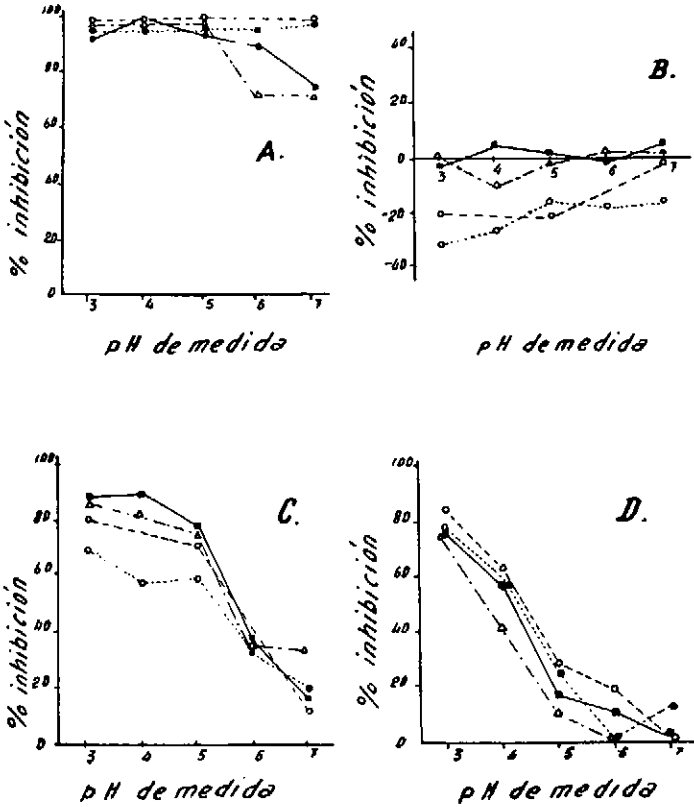 100
80
60
40
20
0
% inhibición
A.
3 4 5 6 7
pH de medida
40
20
0
-20
-40
% inhibición
B.
3 4 5 6 7
pH de medida
100
80
60
40
20
0
% inhibición
C.
3 4 5 6 7
pH de medida
100
80
60
40
20
0
% inhibición
D.
3 4 5 6 7
pH de medida